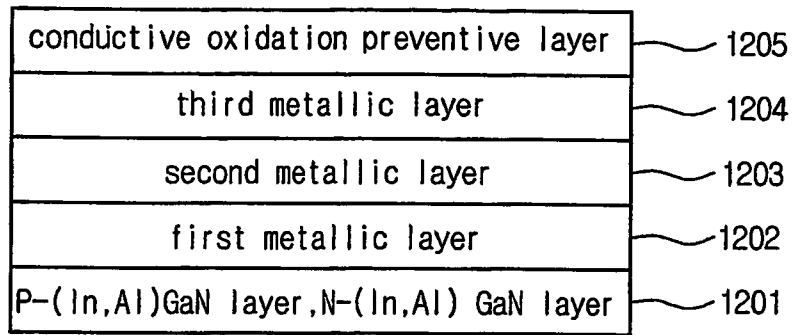 conductive oxidation preventive layer 1205
third metallic layer 1204
second metallic layer 1203
first metallic layer 1202
P-(In,Al)GaN layer,N-(In,Al) GaN layer 1201